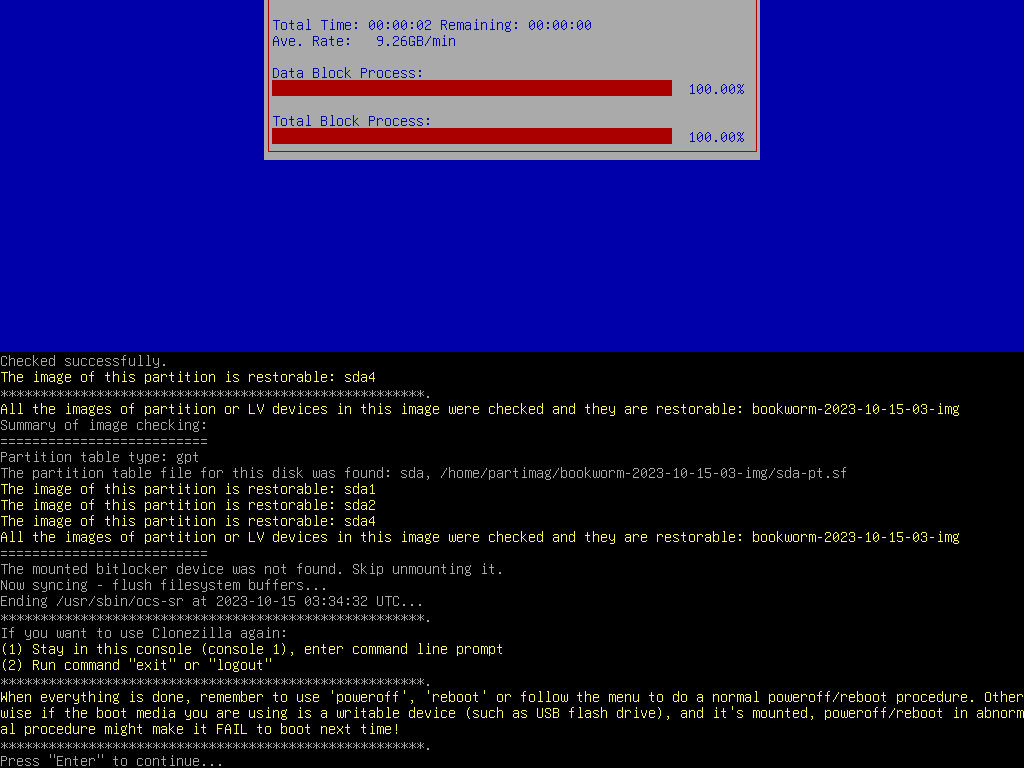 Total Time: 00:00:02 Remaining: 00:00:00
Ave. Rate:   9.26GB/min
Data Block Process:
100.00%
Total Block Process:
100.00%
Checked successfully.
The image of this partition is restorable: sda4
*****************************************************.
All the images of partition or LV devices in this image were checked and they are restorable: bookworm-2023-10-15-03-img
Summary of image checking:
==========================
Partition table type: gpt
The partition table file for this disk was found: sda, /home/partimag/bookworm-2023-10-15-03-img/sda-pt.sf
The image of this partition is restorable: sda1
The image of this partition is restorable: sda2
The image of this partition is restorable: sda4
All the images of partition or LV devices in this image were checked and they are restorable: bookworm-2023-10-15-03-img
==========================
The mounted bitlocker device was not found. Skip unmounting it.
Now syncing - flush filesystem buffers...
Ending /usr/sbin/ocs-sr at 2023-10-15 03:34:32 UTC...
*****************************************************.
If you want to use Clonezilla again:
(1) Stay in this console (console 1), enter command line prompt
(2) Run command "exit" or "logout"
*****************************************************.
When everything is done, remember to use 'poweroff', 'reboot' or follow the menu to do a normal poweroff/reboot procedure. Other
wise if the boot media you are using is a writable device (such as USB flash drive), and it's mounted, poweroff/reboot in abnorm
al procedure might make it FAIL to boot next time!
*****************************************************.
Press "Enter" to continue...